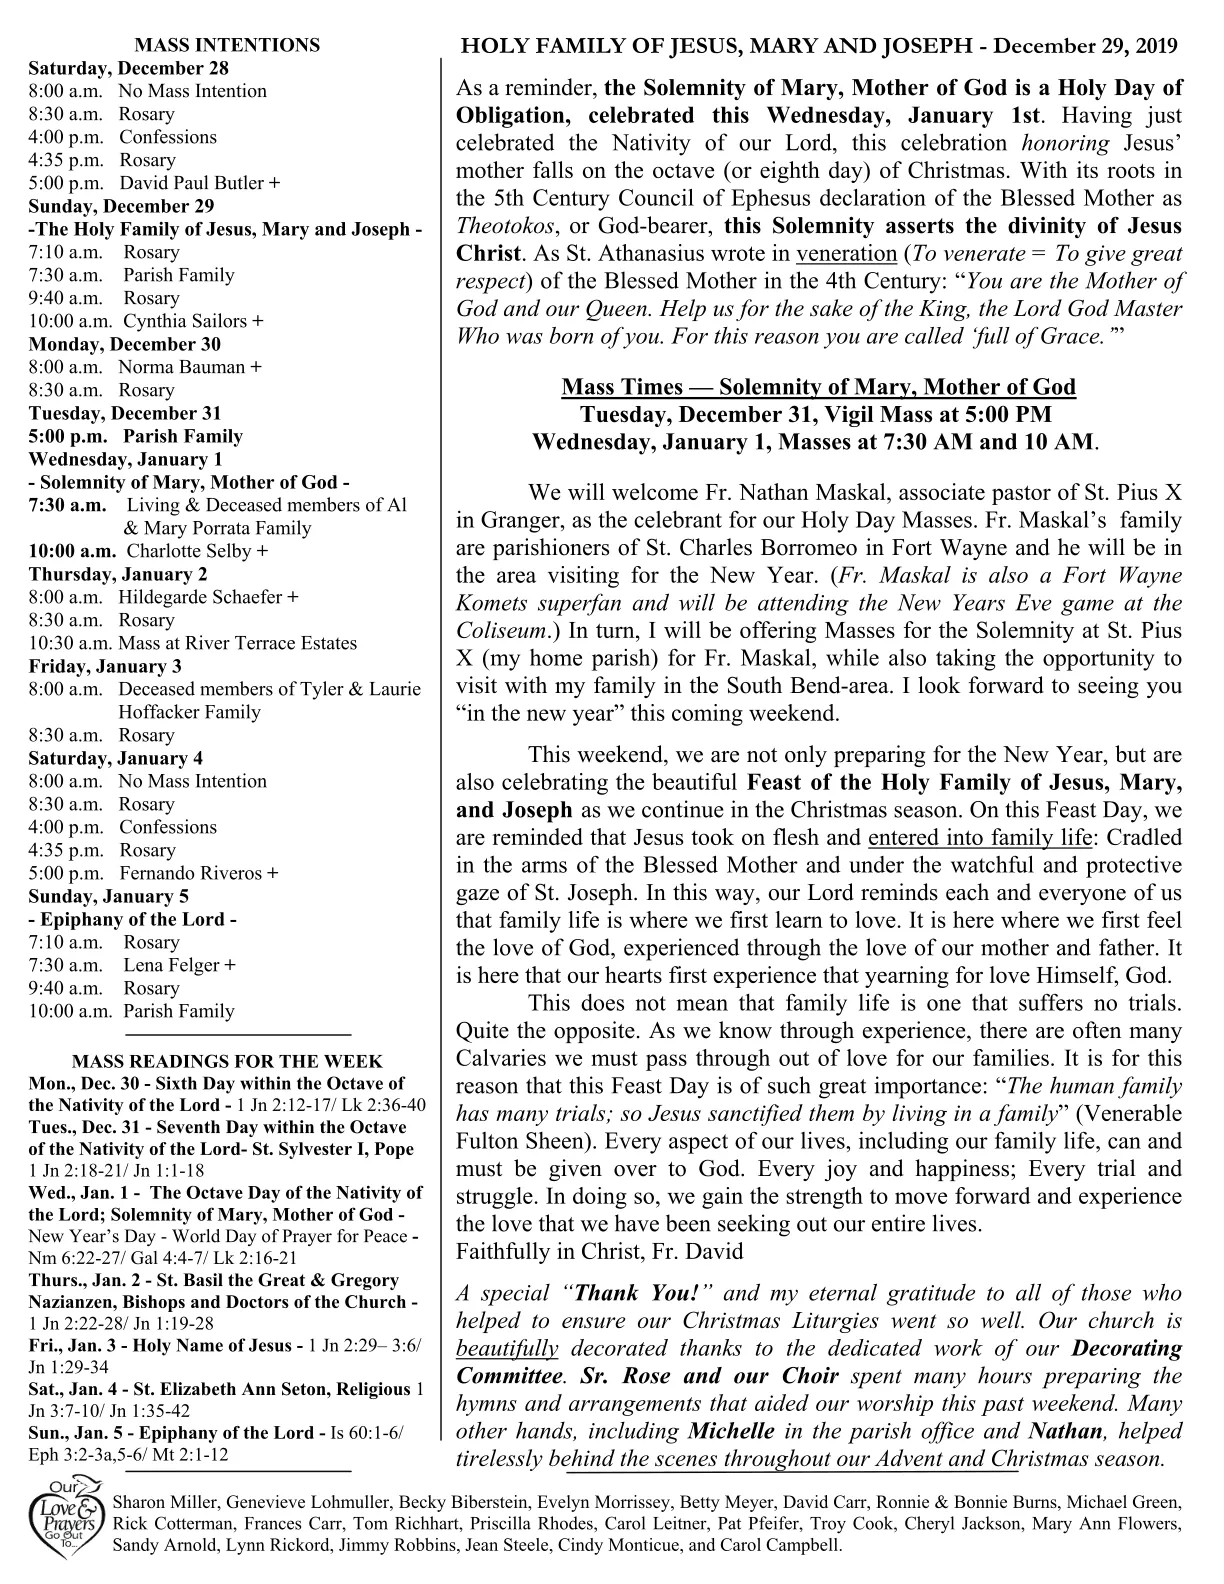 MASS INTENTIONS
Saturday, December 28
8:00 a.m. No Mass Intention
8:30 a.m. Rosary
4:00 p.m. Confessions
4:35 p.m. Rosary
5:00 p.m. David Paul Butler +
Sunday, December 29
-The Holy Family of Jesus, Mary and Joseph -
7:10 a.m. Rosary
7:30 a.m. Parish Family
9:40 a.m. Rosary
10:00 a.m. Cynthia Sailors +
Monday, December 30
8:00 a.m. Norma Bauman +
8:30 a.m. Rosary
Tuesday, December 31
5:00 p.m. Parish Family
Wednesday, January 1
- Solemnity of Mary, Mother of God -
7:30 a.m. Living & Deceased members of Al
& Mary Porrata Family
10:00 a.m. Charlotte Selby +
Thursday, January 2
8:00 a.m. Hildegarde Schaefer +
8:30 a.m. Rosary
10:30 a.m. Mass at River Terrace Estates
Friday, January 3
8:00 a.m. Deceased members of Tyler & Laurie
Hoffacker Family
8:30 a.m. Rosary
Saturday, January 4
8:00 a.m. No Mass Intention
8:30 a.m. Rosary
4:00 p.m. Confessions
4:35 p.m. Rosary
5:00 p.m. Fernando Riveros +
Sunday, January 5
- Epiphany of the Lord -
7:10 a.m. Rosary
7:30 a.m. Lena Felger +
9:40 a.m. Rosary
10:00 a.m. Parish Family
MASS READINGS FOR THE WEEK
Mon., Dec. 30 - Sixth Day within the Octave of
the Nativity of the Lord - 1 Jn 2:12-17/ Lk 2:36-40
Tues., Dec. 31 - Seventh Day within the Octave
of the Nativity of the Lord- St. Sylvester I, Pope
1 Jn 2:18-21/ Jn 1:1-18
Wed., Jan. 1 - The Octave Day of the Nativity of
the Lord; Solemnity of Mary, Mother of God -
New Year's Day - World Day of Prayer for Peace -
Nm 6:22-27/ Gal 4:4-7/ Lk 2:16-21
Thurs., Jan. 2 - St. Basil the Great & Gregory
Nazianzen, Bishops and Doctors of the Church -
1 Jn 2:22-28/ Jn 1:19-28
Fri., Jan. 3 - Holy Name of Jesus - 1 Jn 2:29– 3:6/
Jn 1:29-34
Sat., Jan. 4 - St. Elizabeth Ann Seton, Religious 1
Jn 3:7-10/ Jn 1:35-42
Sun., Jan. 5 - Epiphany of the Lord - Is 60:1-6/
Eph 3:2-3a,5-6/ Mt 2:1-12
HOLY FAMILY OF JESUS, MARY AND JOSEPH - December 29, 2019
As a reminder, the Solemnity of Mary, Mother of God is a Holy Day of
Obligation, celebrated this Wednesday, January 1st. Having just
celebrated the Nativity of our Lord, this celebration honoring Jesus'
mother falls on the octave (or eighth day) of Christmas. With its roots in
the 5th Century Council of Ephesus declaration of the Blessed Mother as
Theotokos, or God-bearer, this Solemnity asserts the divinity of Jesus
Christ. As St. Athanasius wrote in veneration (To venerate = To give great
respect) of the Blessed Mother in the 4th Century: “You are the Mother of
God and our Queen. Help us for the sake of the King, the Lord God Master
Who was born of you. For this reason you are called ‘full of Grace.’”
Mass Times — Solemnity of Mary, Mother of God
Tuesday, December 31, Vigil Mass at 5:00 PM
Wednesday, January 1, Masses at 7:30 AM and 10 AM.
We will welcome Fr. Nathan Maskal, associate pastor of St. Pius X
in Granger, as the celebrant for our Holy Day Masses. Fr. Maskal’s family
are parishioners of St. Charles Borromeo in Fort Wayne and he will be in
the area visiting for the New Year. (Fr. Maskal is also a Fort Wayne
Komets superfan and will be attending the New Years Eve game at the
Coliseum.) In turn, I will be offering Masses for the Solemnity at St. Pius
X (my home parish) for Fr. Maskal, while also taking the opportunity to
visit with my family in the South Bend-area. I look forward to seeing you
“in the new year” this coming weekend.
This weekend, we are not only preparing for the New Year, but are
also celebrating the beautiful Feast of the Holy Family of Jesus, Mary,
and Joseph as we continue in the Christmas season. On this Feast Day, we
are reminded that Jesus took on flesh and entered into family life: Cradled
in the arms of the Blessed Mother and under the watchful and protective
gaze of St. Joseph. In this way, our Lord reminds each and everyone of us
that family life is where we first learn to love. It is here where we first feel
the love of God, experienced through the love of our mother and father. It
is here that our hearts first experience that yearning for love Himself, God.
This does not mean that family life is one that suffers no trials.
Quite the opposite. As we know through experience, there are often many
Calvaries we must pass through out of love for our families. It is for this
reason that this Feast Day is of such great importance: “The human family
has many trials; so Jesus sanctified them by living in a family” (Venerable
Fulton Sheen). Every aspect of our lives, including our family life, can and
must be given over to God. Every joy and happiness; Every trial and
struggle. In doing so, we gain the strength to move forward and experience
the love that we have been seeking out our entire lives.
Faithfully in Christ, Fr. David
A special “Thank You!” and my eternal gratitude to all of those who
helped to ensure our Christmas Liturgies went so well. Our church is
beautifully decorated thanks to the dedicated work of our Decorating
Committee. Sr. Rose and our Choir spent many hours preparing the
hymns and arrangements that aided our worship this past weekend. Many
other hands, including Michelle in the parish office and Nathan, helped
tirelessly behind the scenes throughout our Advent and Christmas season.
Our
Love &
Prayers
Go Out
To...
Sharon Miller, Genevieve Lohmuller, Becky Biberstein, Evelyn Morrissey, Betty Meyer, David Carr, Ronnie & Bonnie Burns, Michael Green,
Rick Cotterman, Frances Carr, Tom Richhart, Priscilla Rhodes, Carol Leitner, Pat Pfeifer, Troy Cook, Cheryl Jackson, Mary Ann Flowers,
Sandy Arnold, Lynn Rickord, Jimmy Robbins, Jean Steele, Cindy Monticue, and Carol Campbell.